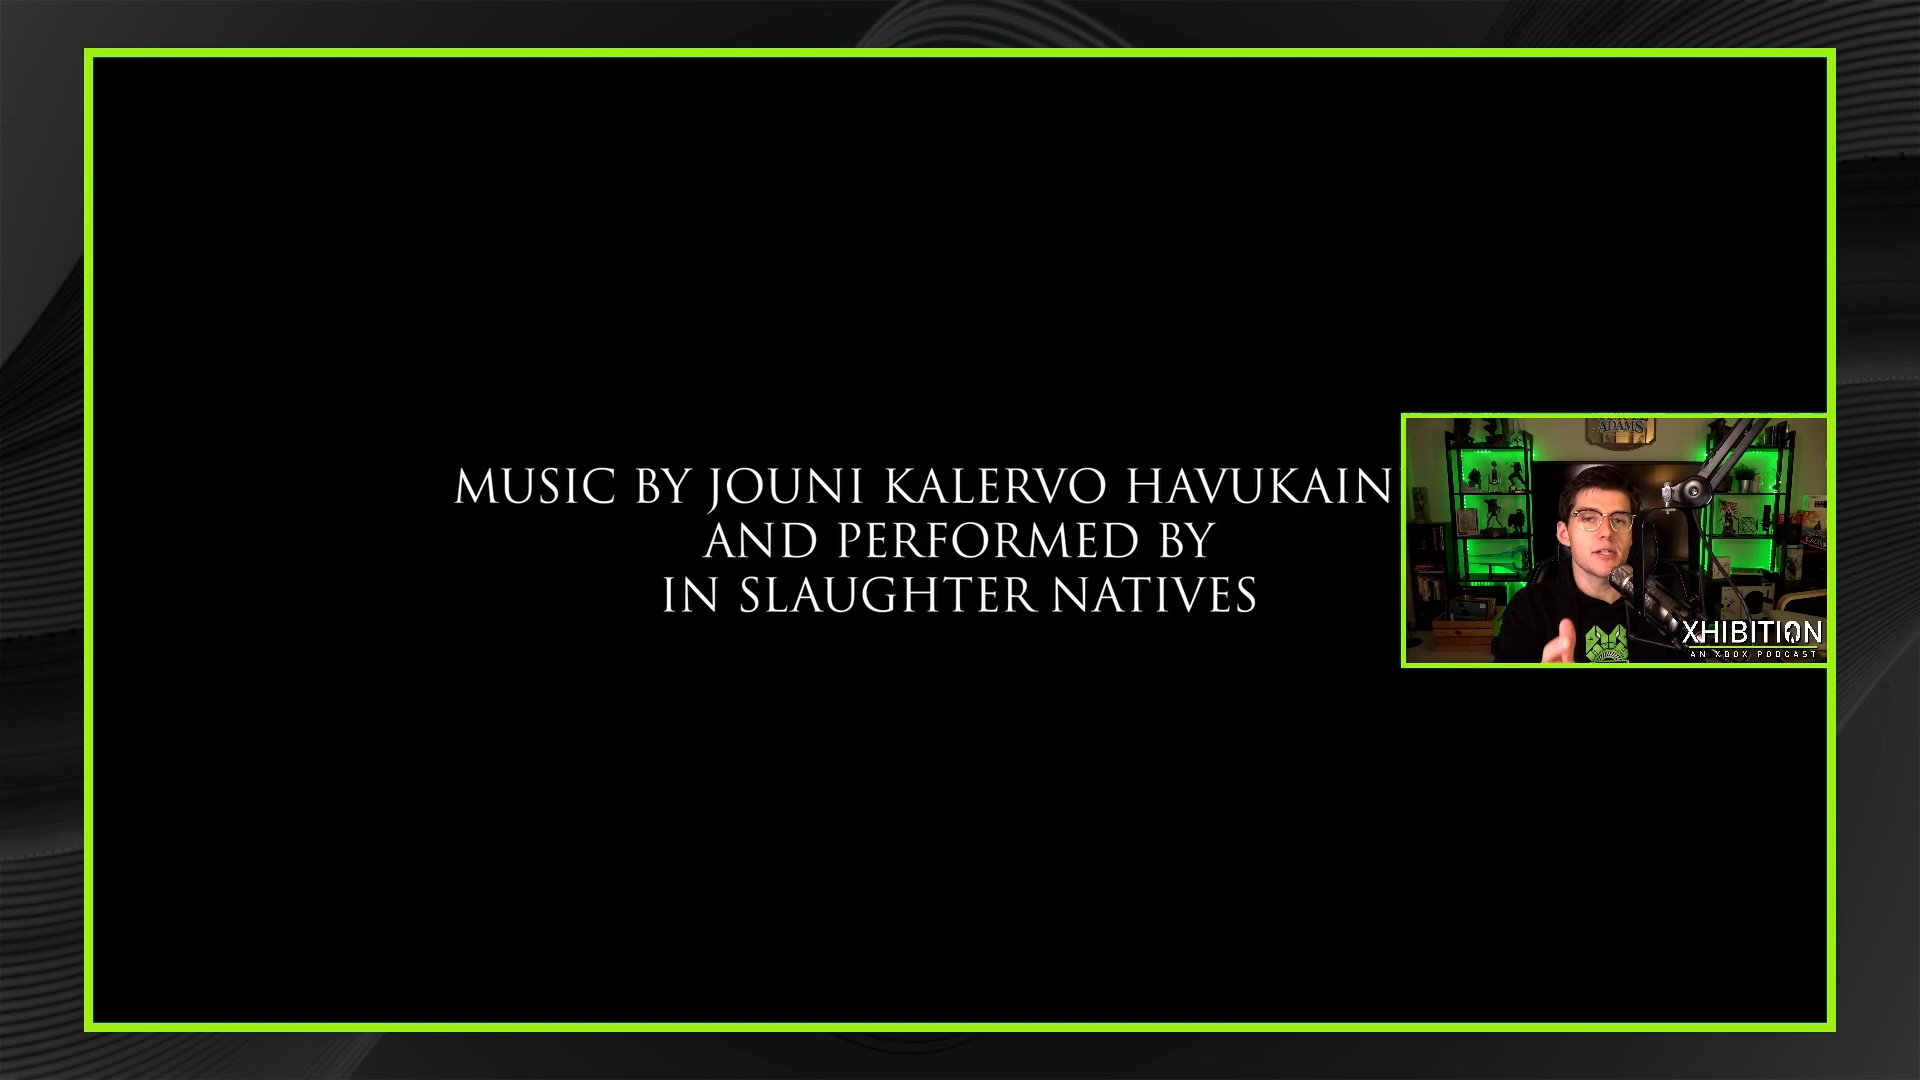 MUSIC BY JOUNI KALERVO HAVUKAIN
AND PERFORMED BY
IN SLAUGHTER NATIVES
ADAMS
XHIBITION
AN XBOX PODCAST